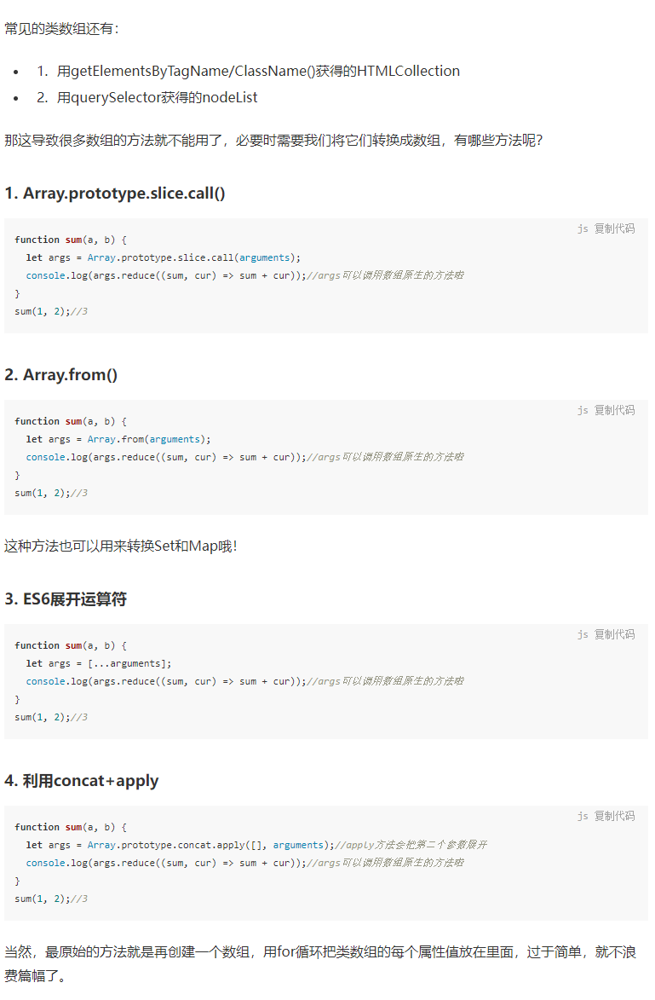 常见的类数组还有：
1. 用getElementsByTagName/ClassName()获得的HTMLCollection
2. 用querySelector获得的nodeList
那这导致很多数组的方法就不能用了，必要时需要我们将它们转换成数组，有哪些方法呢？
1. Array.prototype.slice.call()
js 复制代码
function sum(a, b) {
let args = Array.prototype.slice.call(arguments);
console.log(args.reduce((sum, cur) => sum + cur));//args可以调用数组原生的方法啦
}
sum(1, 2);//3
2. Array.from()
js 复制代码
function sum(a, b) {
let args = Array.from(arguments);
console.log(args.reduce((sum, cur) => sum + cur));//args可以调用数组原生的方法啦
}
sum(1, 2);//3
这种方法也可以用来转换Set和Map哦！
3. ES6展开运算符
js 复制代码
function sum(a, b) {
let args = [...arguments];
console.log(args.reduce((sum, cur) => sum + cur));//args可以调用数组原生的方法啦
}
sum(1, 2);//3
4. 利用concat+apply
js 复制代码
function sum(a, b) {
let args = Array.prototype.concat.apply([], arguments);//apply方法会把第二个参数展开
console.log(args.reduce((sum, cur) => sum + cur));//args可以调用数组原生的方法啦
}
sum(1, 2);//3
当然，最原始的方法就是再创建一个数组，用for循环把类数组的每个属性值放在里面，过于简单，就不浪
费篇幅了。